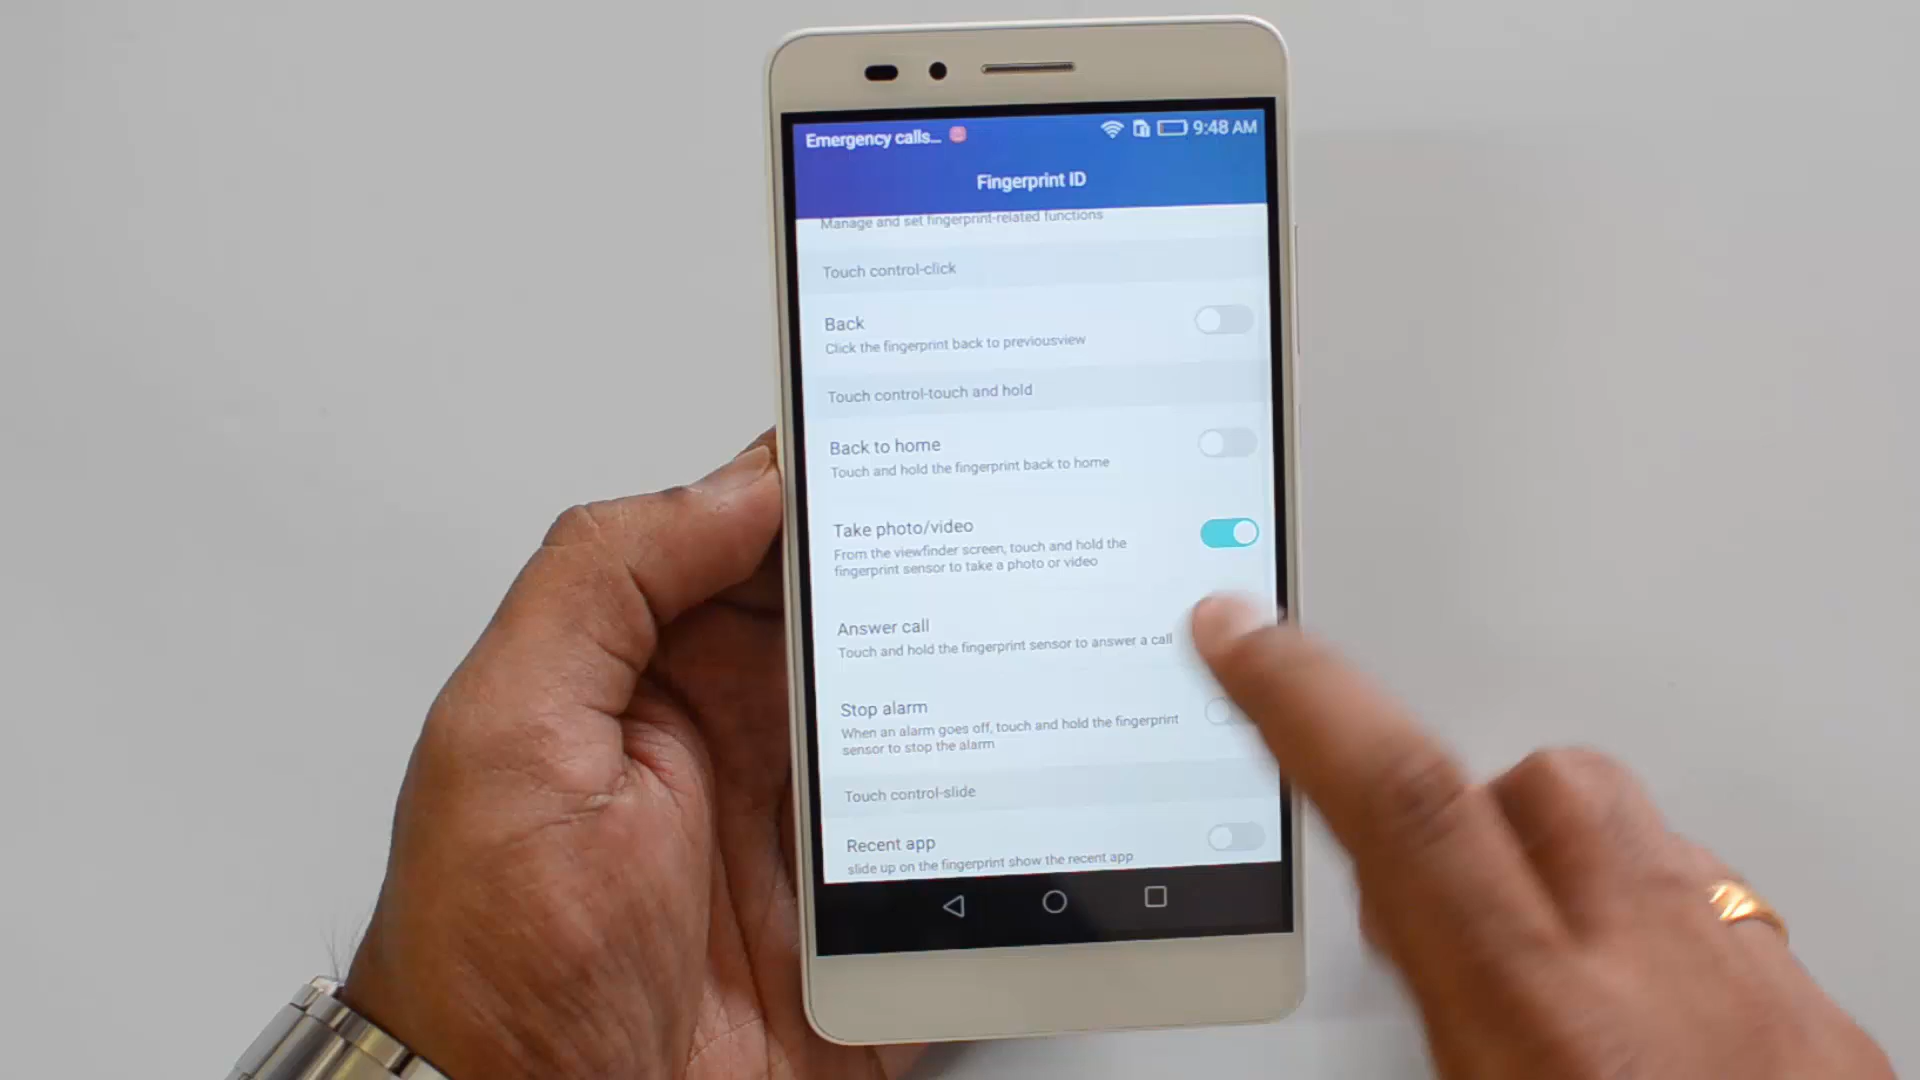 Emergency calls... 9:48 AM
Fingerprint ID
Manage and set fingerprint-related functions
Touch control-click
Back
Click the fingerprint back to previousview
Touch control-touch and hold
Back to home
Touch and hold the fingerprint back to home
Take photo/video
From the viewfinder screen, touch and hold the
fingerprint sensor to take a photo or video
Answer call
Touch and hold the fingerprint sensor to answer a call
Stop alarm
When an alarm goes off, touch and hold the fingerprint
sensor to stop the alarm
Touch control-slide
Recent app
slide up on the fingerprint show the recent app